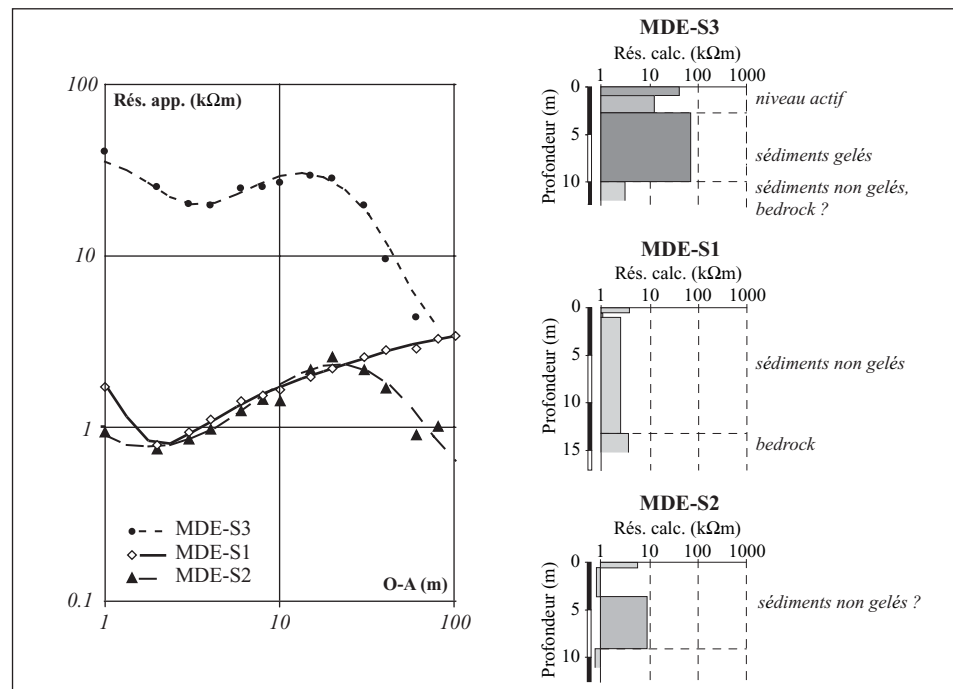 Rés. app. (kΩm)
100
10
1
0.1
MDE-S3
MDE-S1
MDE-S2
O-A (m)
1 10 100
MDE-S3
Rés. calc. (kΩm)
1 10 100 1000
Profondeur (m)
0
5
10
niveau actif
sédiments gelés
sédiments non gelés,
bedrock ?
MDE-S1
Rés. calc. (kΩm)
1 10 100 1000
Profondeur (m)
0
5
10
15
sédiments non gelés
bedrock
MDE-S2
Rés. calc. (kΩm)
1 10 100 1000
Profondeur (m)
0
5
10
sédiments non gelés ?